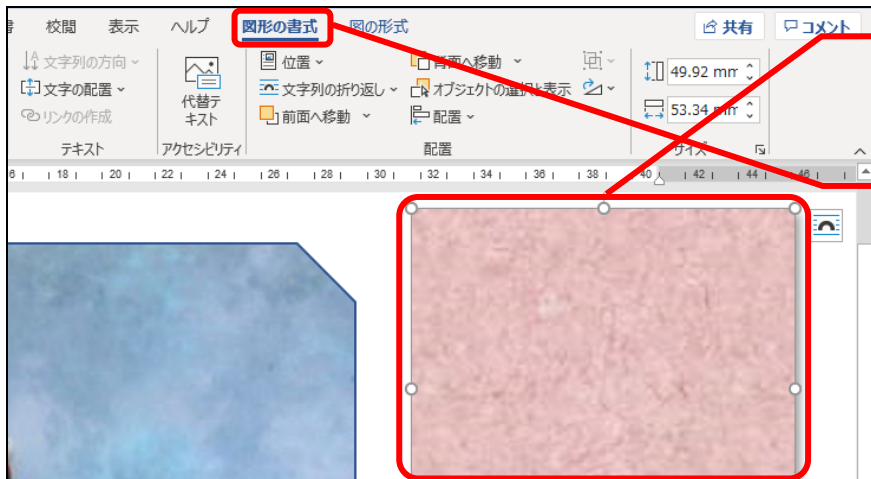 校閲 表示 ヘルプ 図形の書式 図の形式 共有 コメント
文字列の方向 位置 背面へ移動 49.92 mm
文字の配置 代替テキスト 文字列の折り返し オブジェクトの選択と表示
リンクの作成 前面へ移動 配置 53.34 mm
テキスト アクセシビリティ 配置 サイズ
18 20 22 24 26 28 30 32 34 36 38 40 42 44 46